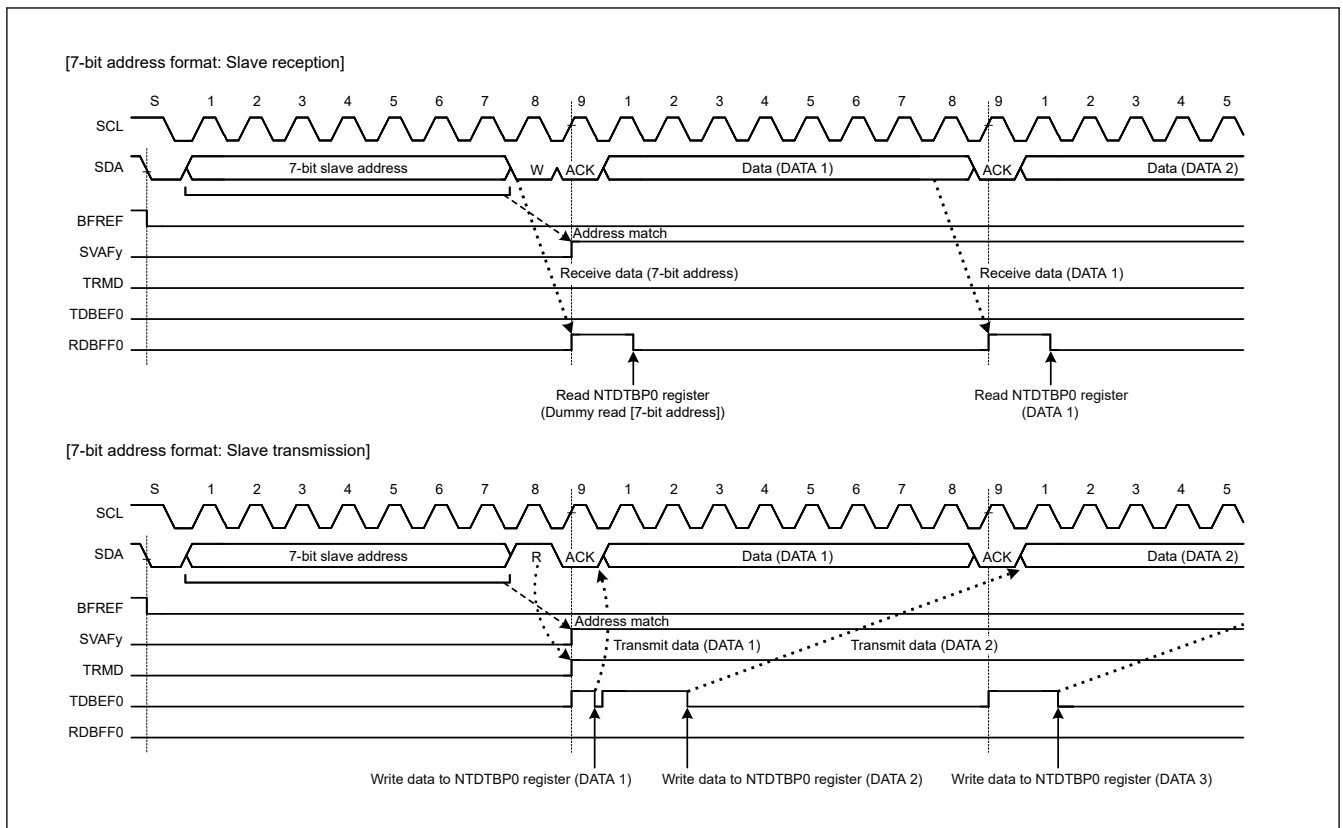 [7-bit address format: Slave reception]
S 1 2 3 4 5 6 7 8 9 1 2 3 4 5 6 7 8 9 1 2 3 4 5
SCL
SDA 7-bit slave address W ACK Data (DATA 1) ACK Data (DATA 2)
BFREF
Address match
SVAFy
Receive data (7-bit address) Receive data (DATA 1)
TRMD
TDBEF0
RDBFF0
Read NTDTBP0 register Read NTDTBP0 register
(Dummy read [7-bit address]) (DATA 1)
[7-bit address format: Slave transmission]
S 1 2 3 4 5 6 7 8 9 1 2 3 4 5 6 7 8 9 1 2 3 4 5
SCL
SDA 7-bit slave address R ACK Data (DATA 1) ACK Data (DATA 2)
BFREF
Address match
SVAFy
Transmit data (DATA 1) Transmit data (DATA 2)
TRMD
TDBEF0
RDBFF0
Write data to NTDTBP0 register (DATA 1) Write data to NTDTBP0 register (DATA 2) Write data to NTDTBP0 register (DATA 3)